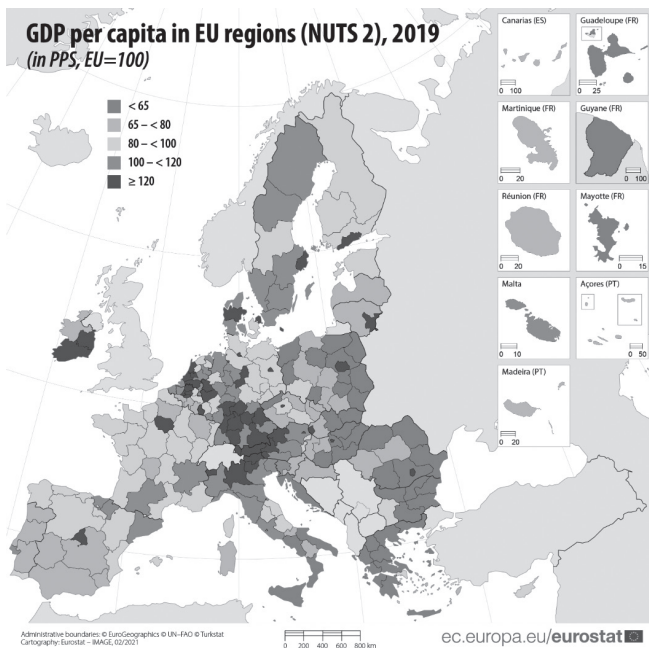 GDP per capita in EU regions (NUTS 2), 2019
(in PPS, EU=100)
< 65
65 – < 80
80 – < 100
100 – < 120
≥ 120
Canarias (ES)
0 100
Guadeloupe (FR)
0 25
Martinique (FR)
0 20
Guyane (FR)
0 100
Réunion (FR)
0 20
Mayotte (FR)
0 15
Malta
0 10
Açores (PT)
0 50
Madeira (PT)
0 20
Administrative boundaries: © EuroGeographics © UN–FAO © Turkstat
Cartography: Eurostat – IMAGE, 02/2021
0 200 400 600 800 km
ec.europa.eu/eurostat